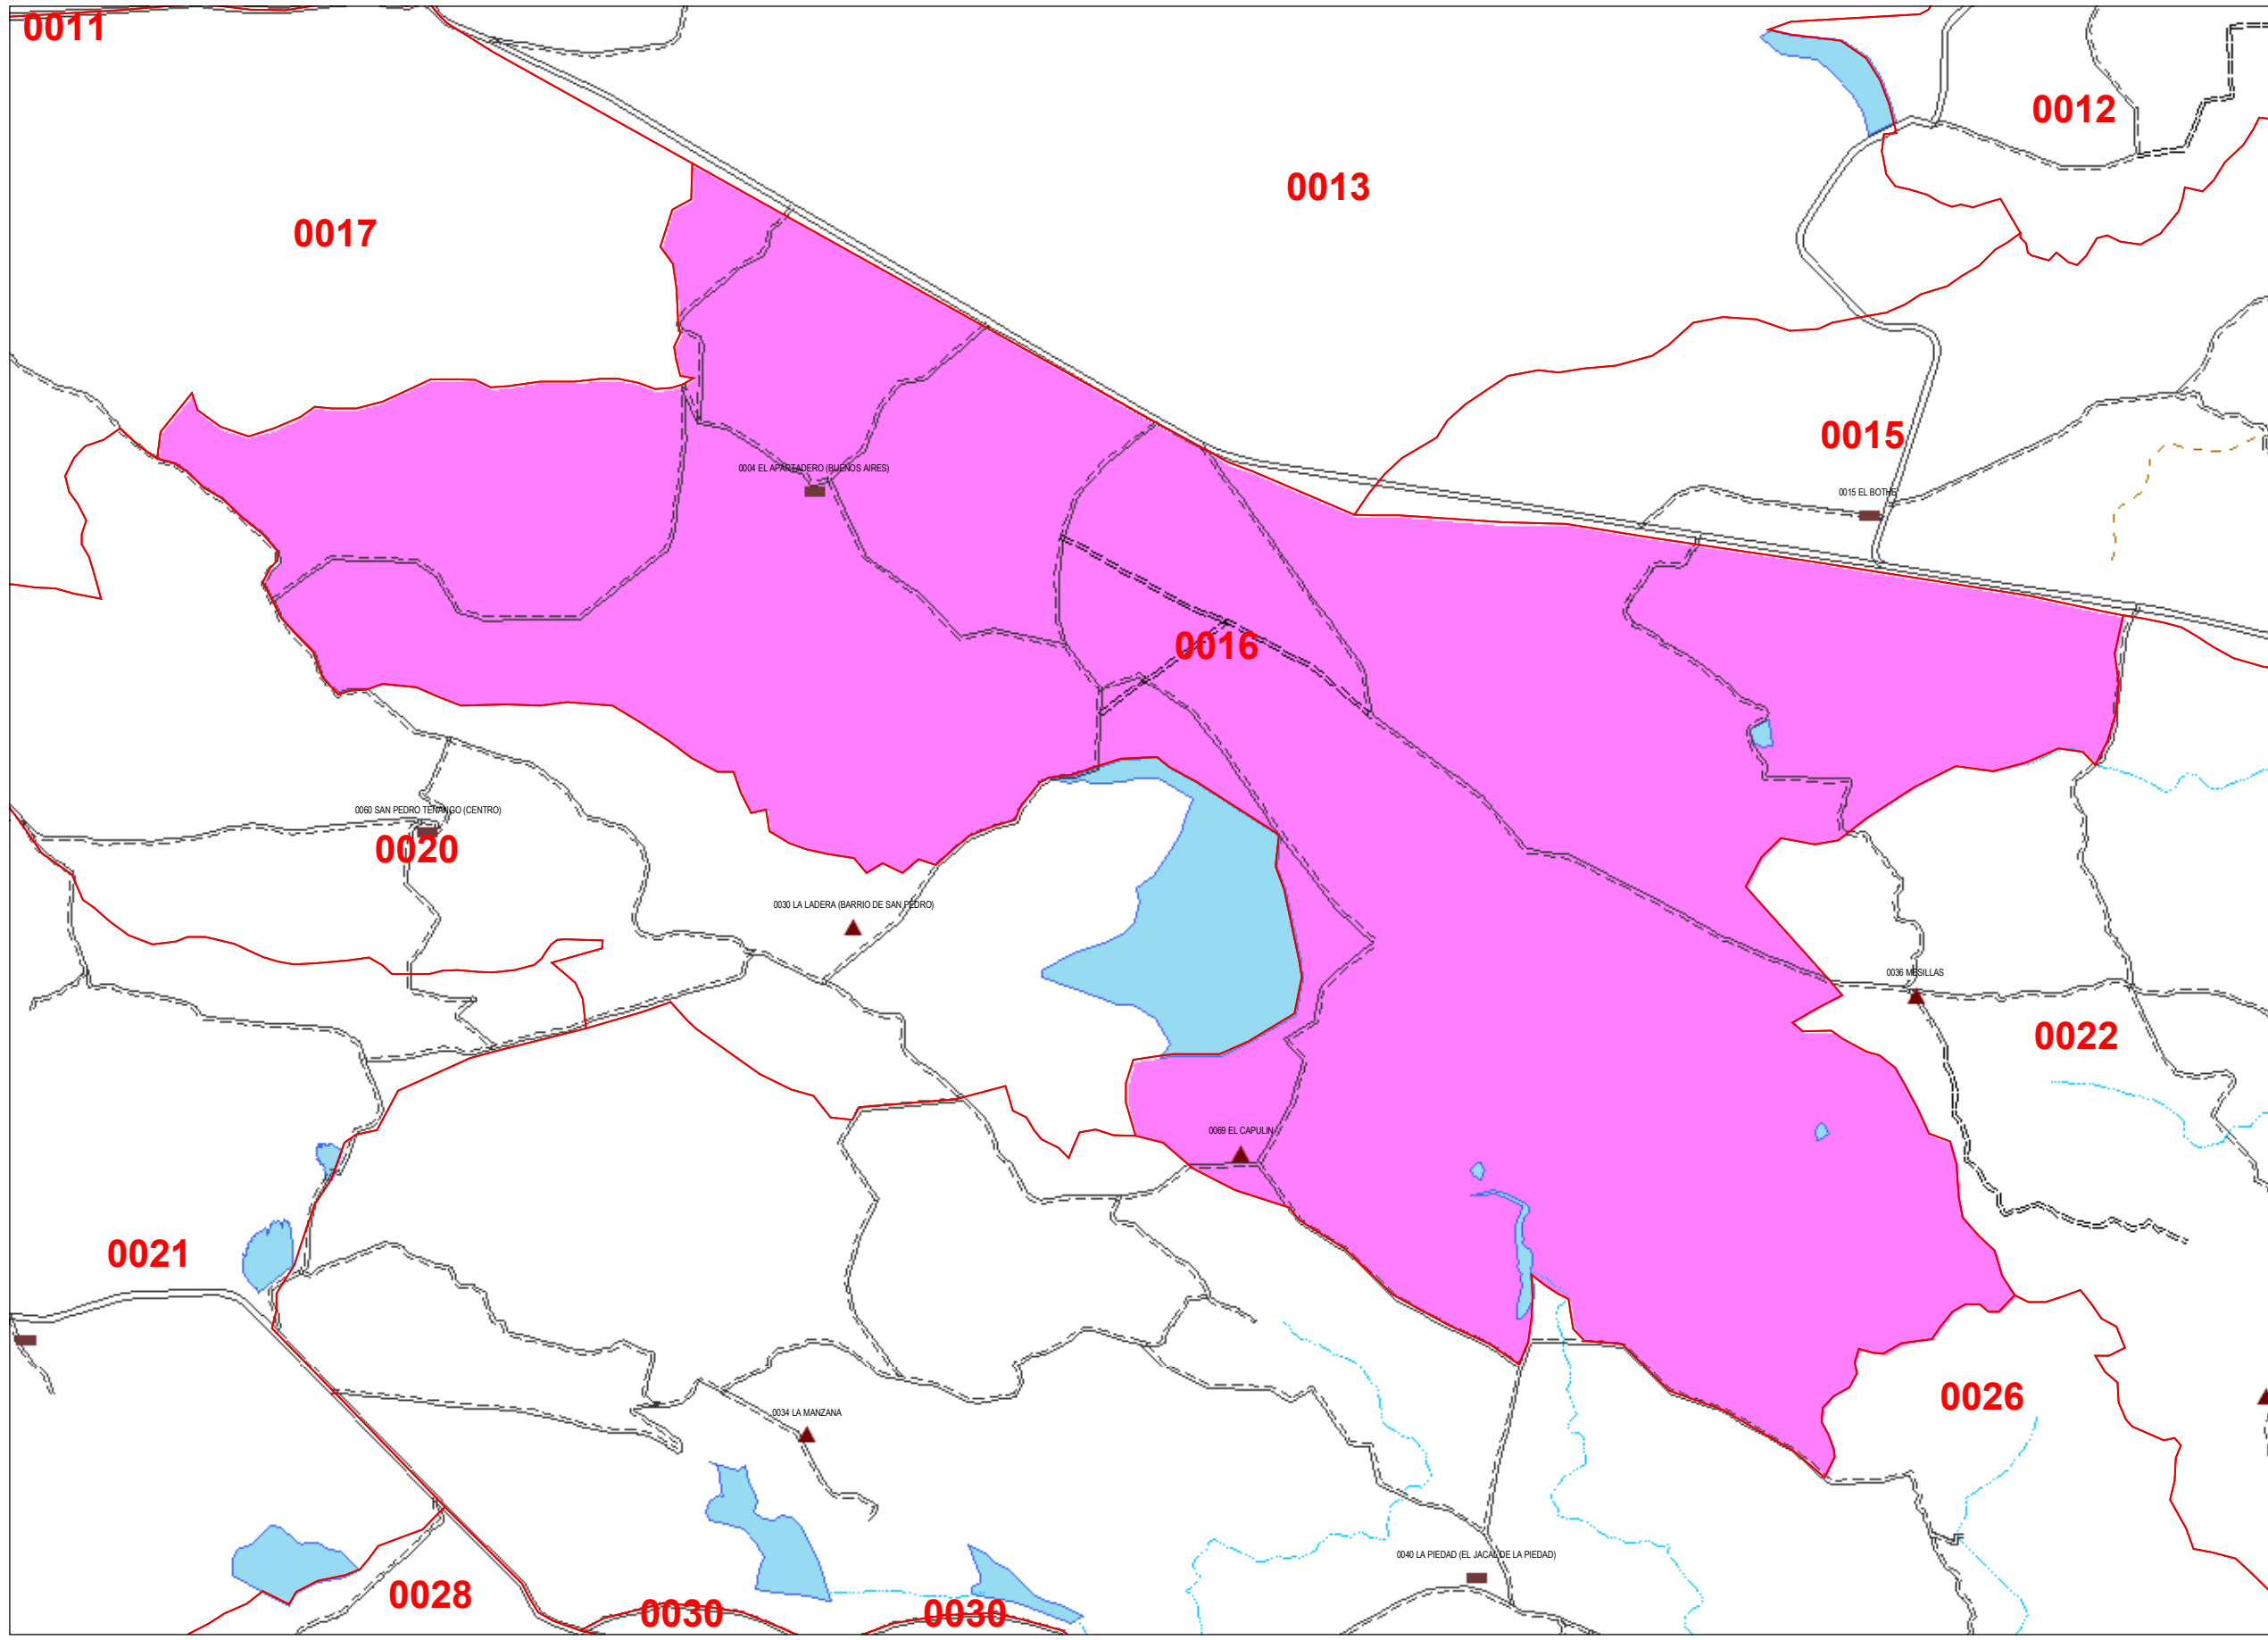 0011
0012
0013
0017
0015
0004 EL APARTADERO (BUENOS AIRES)
0015 EL BOTHE
0016
0060 SAN PEDRO TENANGO (CENTRO)
0020
0030 LA LADERA (BARRIO DE SAN PEDRO)
0036 MESILLAS
0022
0069 EL CAPULIN
0021
0026
0034 LA MANZANA
0040 LA PIEDAD (EL JACAL DE LA PIEDAD)
0028
0030
0030